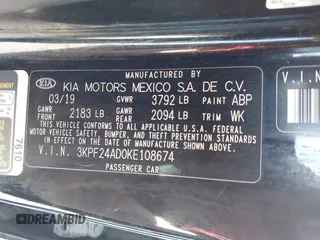 MANUFACTURED BY
KIA KIA MOTORS MEXICO S.A. DE C.V.
03/19 GVWR 3792 LB PAINT ABP
GAWR FRONT 2183 LB GAWR REAR 2094 LB TRIM WK
THIS VEHICLE CONFORMS TO ALL APPLICABLE U.S. FEDERAL
MOTOR VEHICLE SAFETY, BUMPER, AND THEFT PREVENTION
STANDARDS IN EFFECT ON THE DATE OF MANUFACTURE SHOWN ABOVE.
V.I.N. 3KPF24AD0KE108674
PASSENGER CAR
7610
V.I.N.
DREAMBID